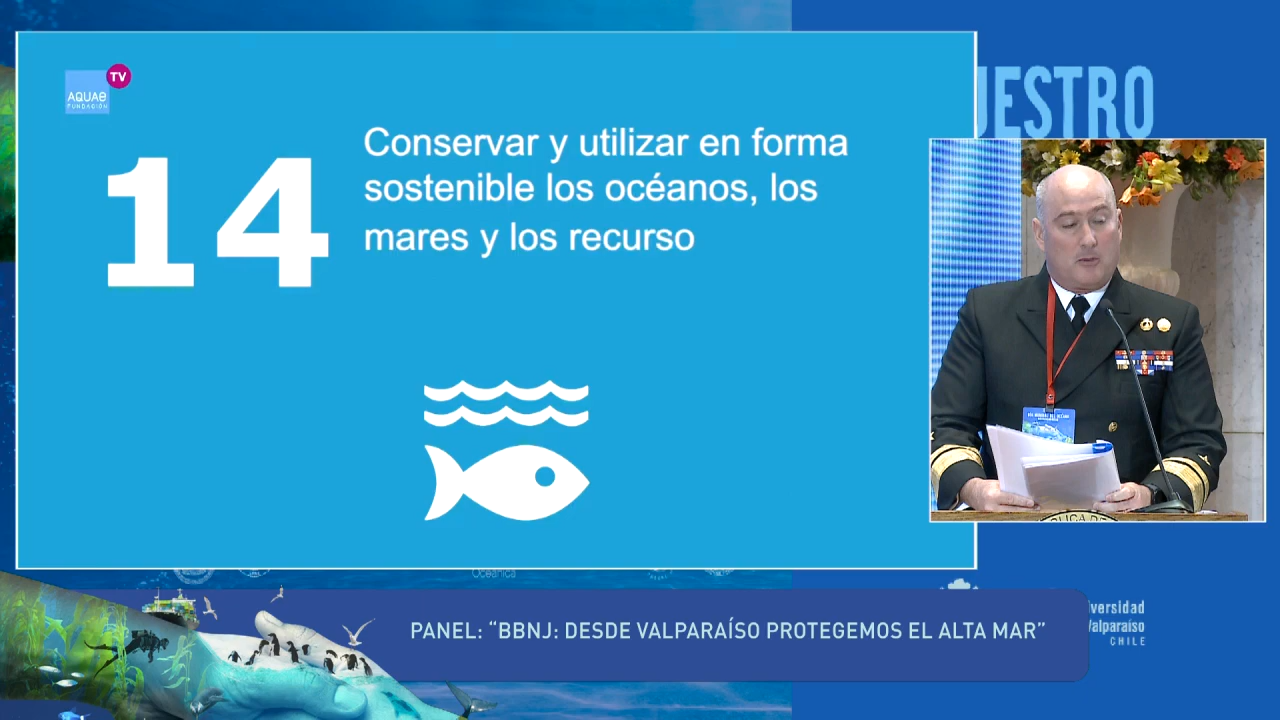 TV
AQUAE
FUNDACIÓN
14
Conservar y utilizar en forma
sostenible los océanos, los
mares y los recurso
UESTRO
Oceánica
PANEL: “BBNJ: DESDE VALPARAÍSO PROTEGEMOS EL ALTA MAR”
iversidad
Valparaíso
CHILE